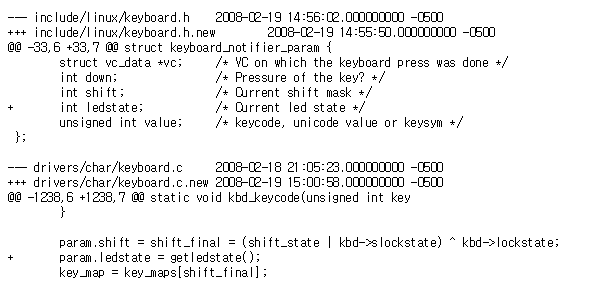 --- include/linux/keyboard.h    2008-02-19 14:56:02.000000000 -0500
+++ include/linux/keyboard.h.new        2008-02-19 14:55:50.000000000 -0500
@@ -33,6 +33,7 @@ struct keyboard_notifier_param {
        struct vc_data *vc;     /* VC on which the keyboard press was done */
        int down;               /* Pressure of the key? */
        int shift;              /* Current shift mask */
+       int ledstate;           /* Current led state */
        unsigned int value;     /* keycode, unicode value or keysym */
 };
--- drivers/char/keyboard.c     2008-02-18 21:05:23.000000000 -0500
+++ drivers/char/keyboard.c.new 2008-02-19 15:00:58.000000000 -0500
@@ -1238,6 +1238,7 @@ static void kbd_keycode(unsigned int key
        }
        param.shift = shift_final = (shift_state | kbd->slockstate) ^ kbd->lockstate;
+       param.ledstate = getledstate();
        key_map = key_maps[shift_final];